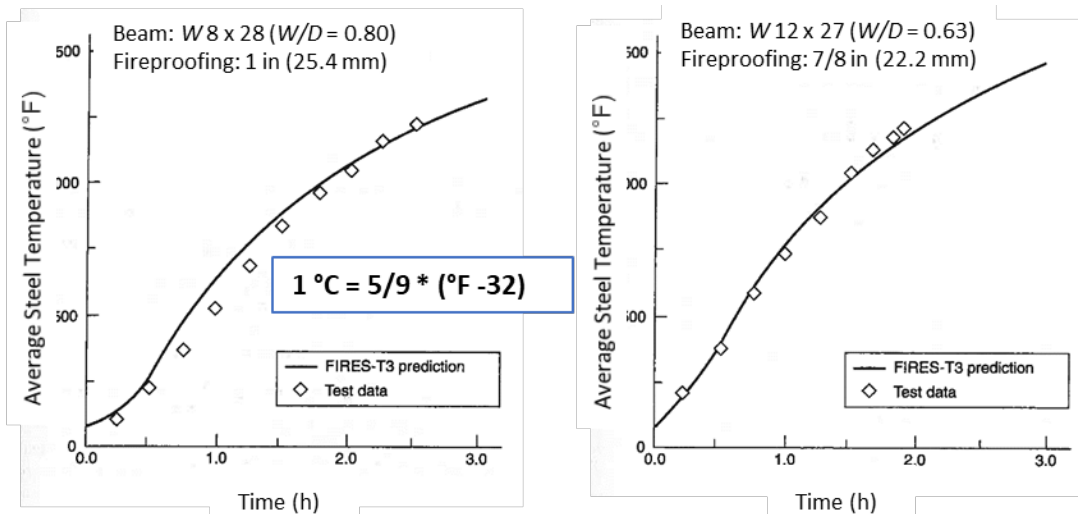 Beam: W 8 x 28 (W/D = 0.80)
Fireproofing: 1 in (25.4 mm)
Average Steel Temperature (°F)
500
000
500
0
0.0 1.0 2.0 3.0
Time (h)
FIRES-T3 prediction
Test data
1 °C = 5/9 * (°F -32)
Beam: W 12 x 27 (W/D = 0.63)
Fireproofing: 7/8 in (22.2 mm)
Average Steel Temperature (°F)
500
000
500
0
0.0 1.0 2.0 3.0
Time (h)
FIRES-T3 prediction
Test data